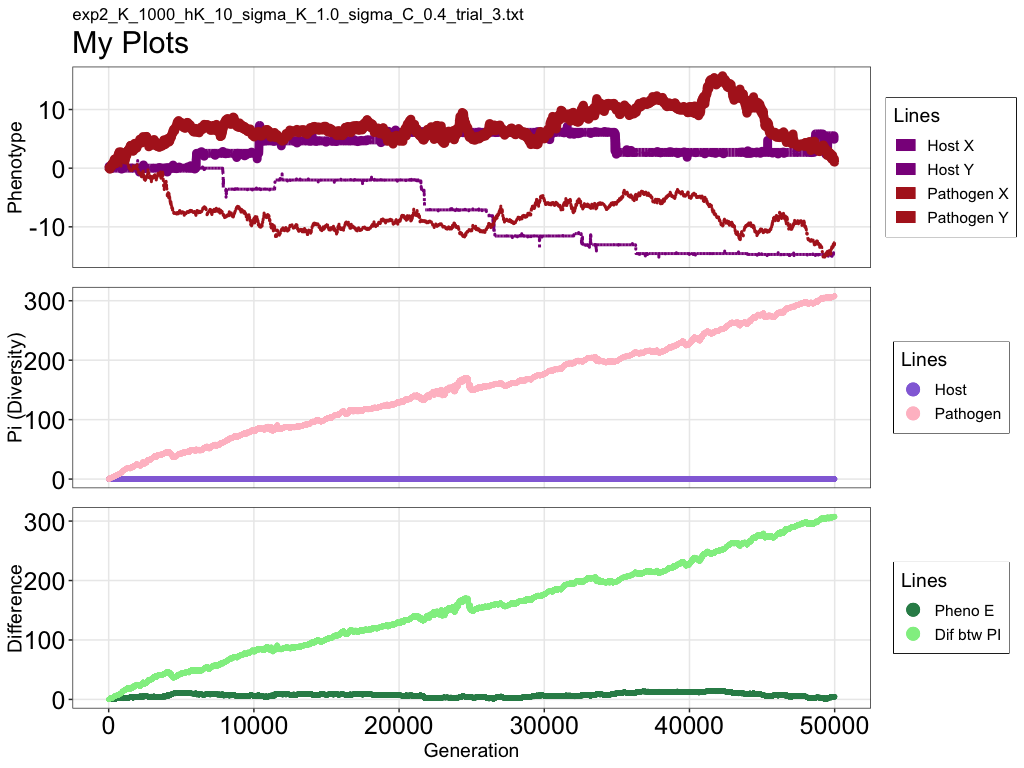 exp2_K_1000_hK_10_sigma_K_1.0_sigma_C_0.4_trial_3.txt
My Plots
Phenotype
10
0
-10
Lines
Host X
Host Y
Pathogen X
Pathogen Y
Pi (Diversity)
300
200
100
0
Lines
Host
Pathogen
Difference
300
200
100
0
Lines
Pheno E
Dif btw PI
0 10000 20000 30000 40000 50000
Generation